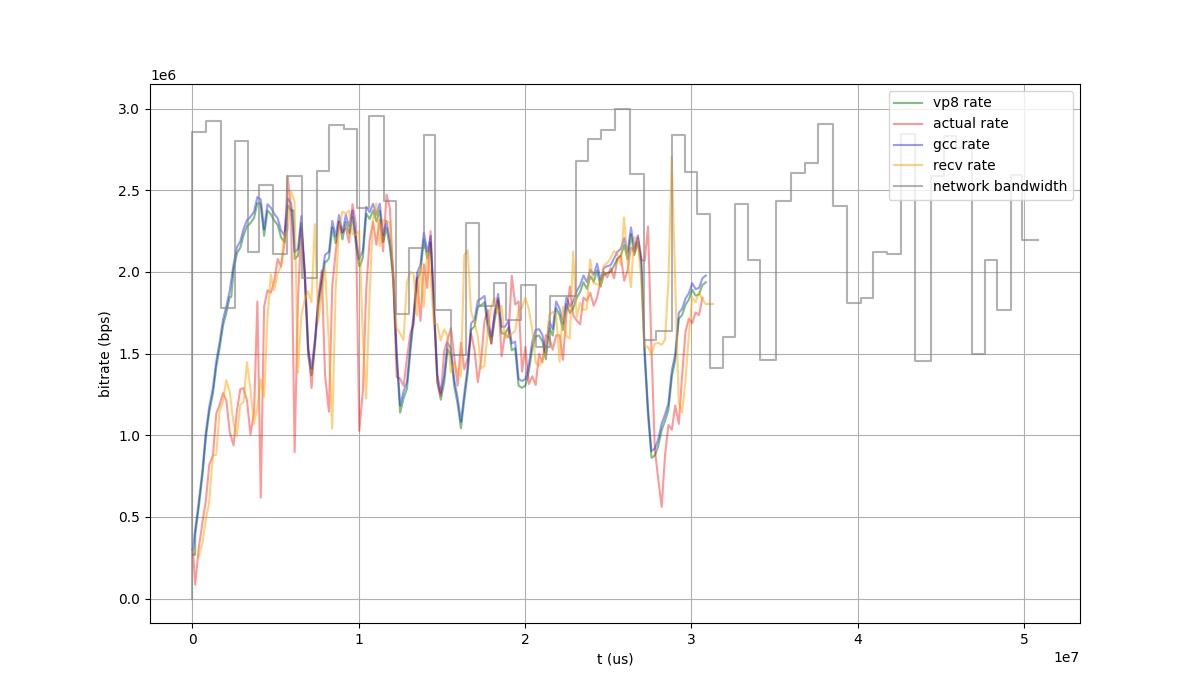 1e6
3.0
2.5
2.0
1.5
1.0
0.5
0.0
bitrate (bps)
vp8 rate
actual rate
gcc rate
recv rate
network bandwidth
0 1 2 3 4 5
t (us)
1e7